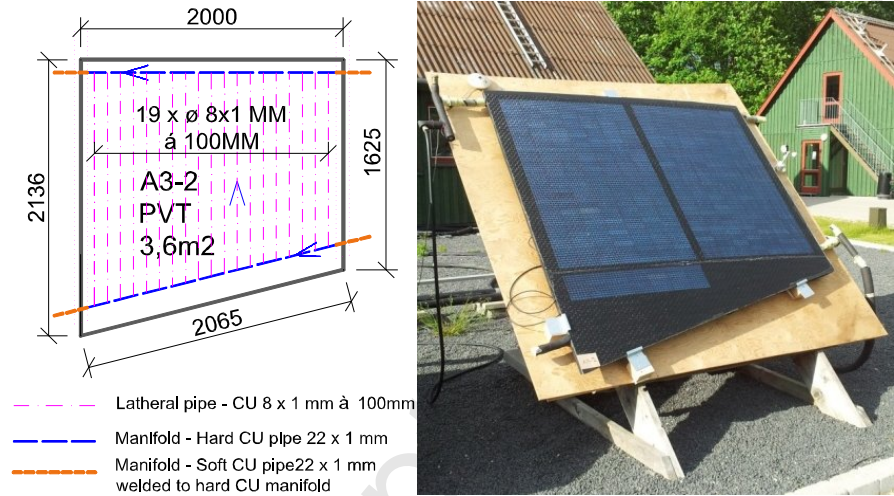 2000
19 x ø 8x1 MM
á 100MM
2136
1625
A3-2
PVT
3,6m2
2065
Latheral pipe - CU 8 x 1 mm à 100mm
Manifold - Hard CU pipe 22 x 1 mm
Manifold - Soft CU pipe22 x 1 mm
welded to hard CU manifold